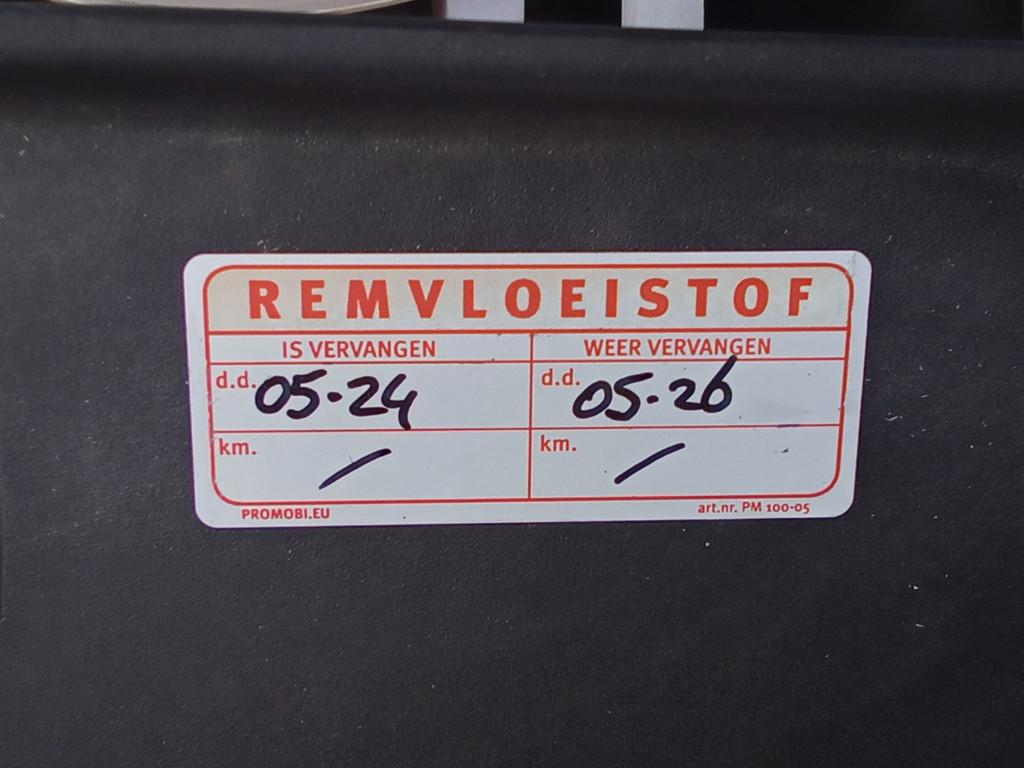 REMVLOEISTOF
IS VERVANGEN WEER VERVANGEN
d.d. 05-24 d.d. 05-26
km. / km. /
PROMOBI.EU art.nr. PM 100-05